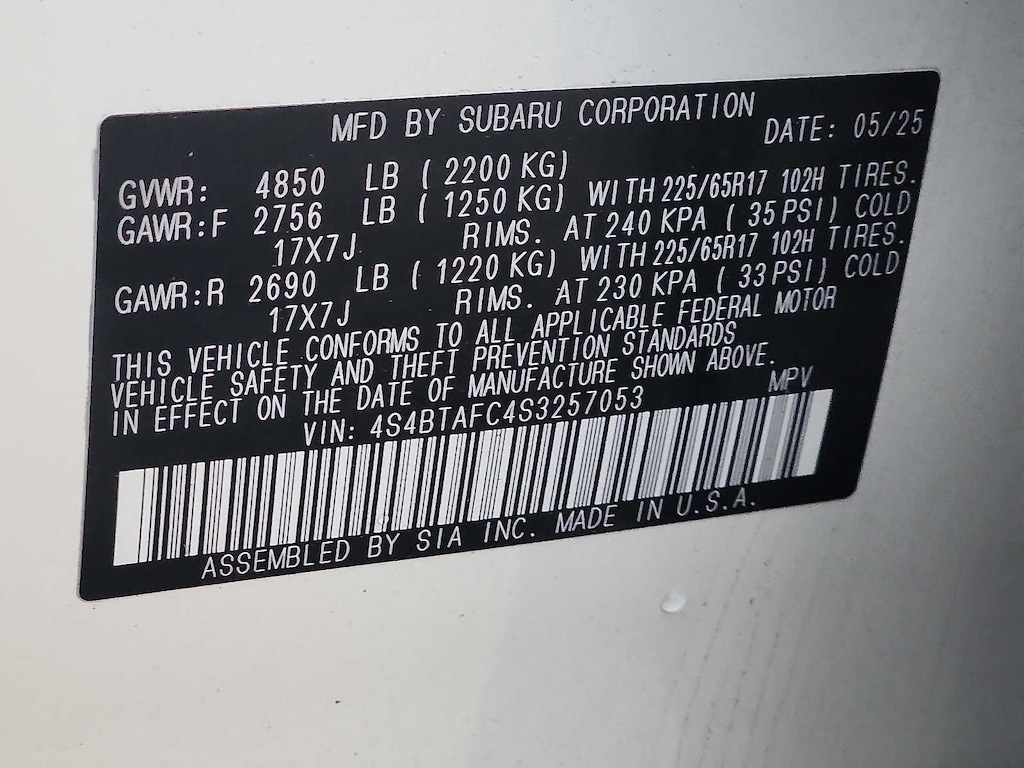 MFD BY SUBARU CORPORATION
DATE: 05/25
GVWR: 4850 LB ( 2200 KG)
GAWR:F 2756 LB ( 1250 KG) WITH 225/65R17 102H TIRES.
17X7J RIMS. AT 240 KPA ( 35 PSI) COLD
GAWR:R 2690 LB ( 1220 KG) WITH 225/65R17 102H TIRES.
17X7J RIMS. AT 230 KPA ( 33 PSI) COLD
THIS VEHICLE CONFORMS TO ALL APPLICABLE FEDERAL MOTOR
VEHICLE SAFETY AND THEFT PREVENTION STANDARDS
IN EFFECT ON THE DATE OF MANUFACTURE SHOWN ABOVE.
VIN: 4S4BTAFC4S3257053 MPV
ASSEMBLED BY SIA INC. MADE IN U.S.A.